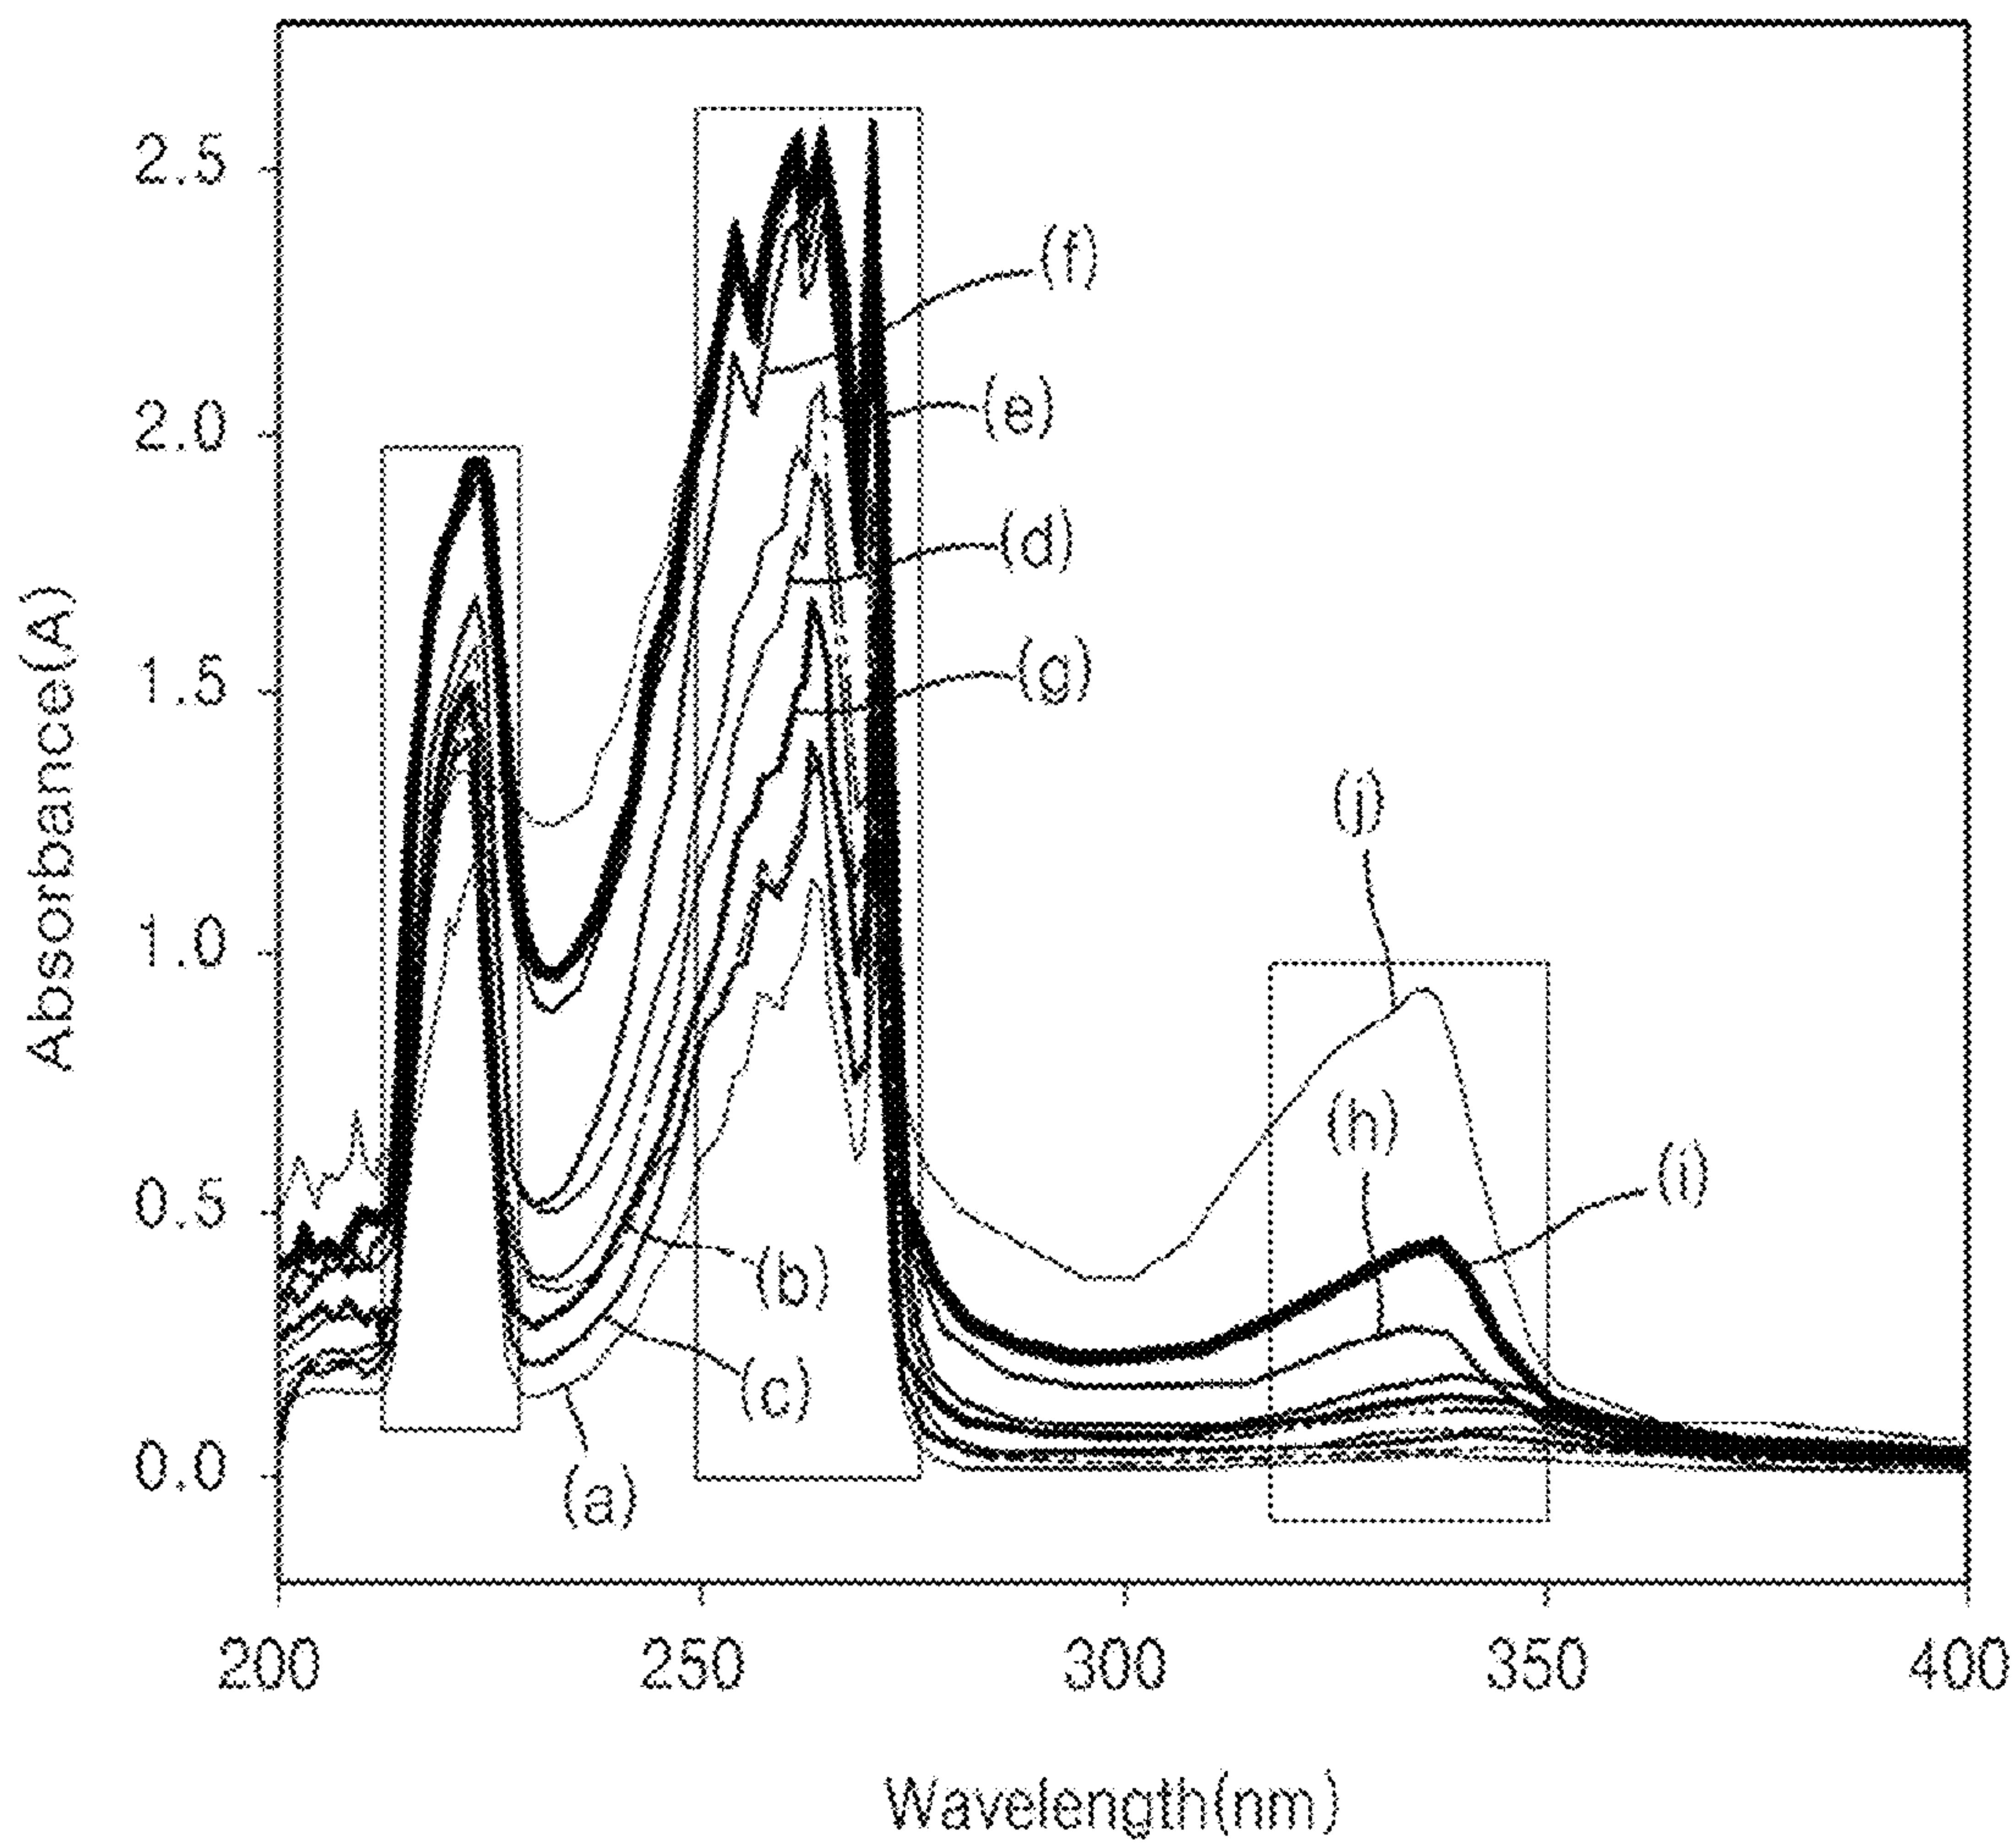 2.5
2.0
1.5
1.0
0.5
0.0
Absorbance(A)
(f)
(e)
(d)
(g)
(j)
(h)
(i)
(b)
(c)
(a)
200 250 300 350 400
Wavelength(nm)